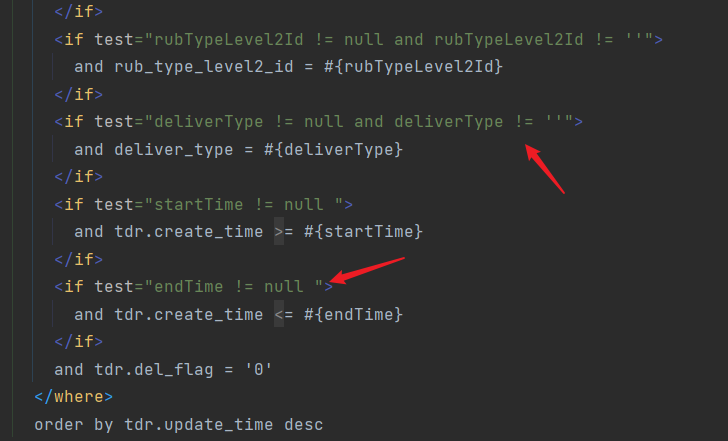 </if>
<if test="rubTypeLevel2Id != null and rubTypeLevel2Id != ''">
and rub_type_level2_id = #{rubTypeLevel2Id}
</if>
<if test="deliverType != null and deliverType != ''">
and deliver_type = #{deliverType}
</if>
<if test="startTime != null ">
and tdr.create_time >= #{startTime}
</if>
<if test="endTime != null ">
and tdr.create_time <= #{endTime}
</if>
and tdr.del_flag = '0'
</where>
order by tdr.update_time desc